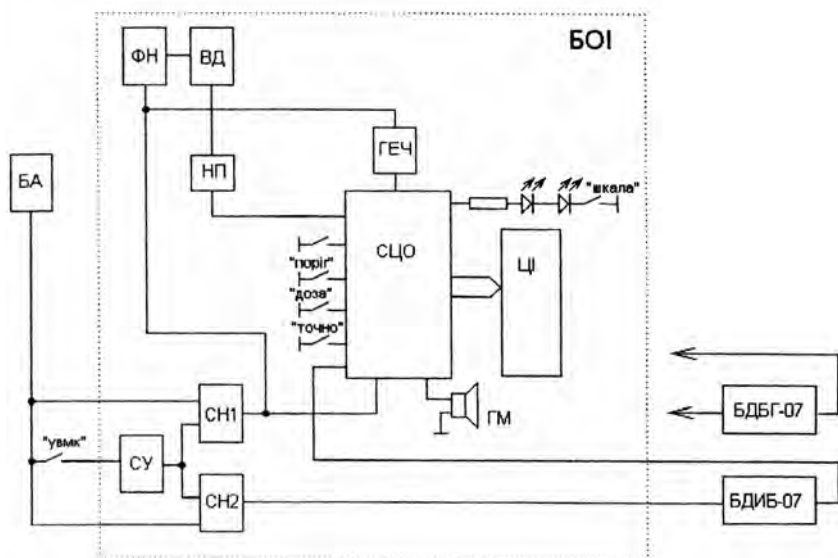 БОІ
ФН
ВД
ГЕЧ
БА
НП
"шкала"
СЦО
ЦІ
"поріг"
"доза"
"точно"
СН1
ГМ
БДБГ-07
"увмк"
СУ
СН2
БДИБ-07